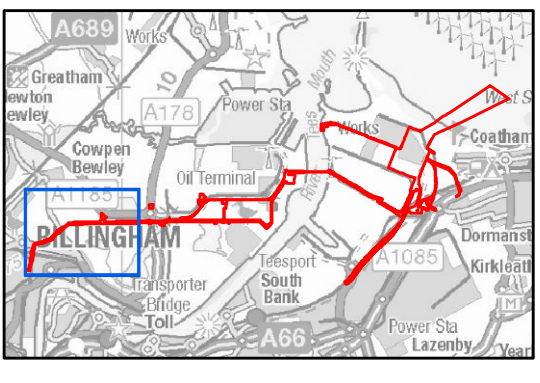 A689
Works
Greatham
ewton
ewley
10
A178
Power Sta
Mouth
Tees
River
West S
Works
Coatham
Cowpen
Bewley
Oil Terminal
A1185
BILLINGHAM
Dormanst
A1085
Kirkleath
Teesport
South
Bank
Transporter
Bridge
Toll
A66
M
Power Sta
Lazenby
Year